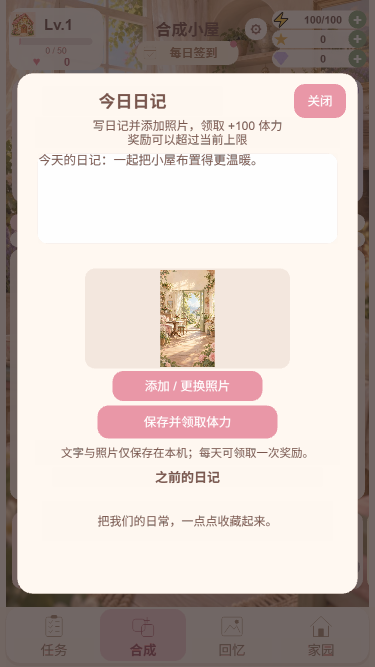 Lv.1
合成小屋
100/100
0 / 50
每日签到
0
0
0
今日日记
关闭
写日记并添加照片，领取 +100 体力
奖励可以超过当前上限
今天的日记：一起把小屋布置得更温暖。
添加 / 更换照片
保存并领取体力
文字与照片仅保存在本机；每天可领取一次奖励。
之前的日记
把我们的日常，一点点收藏起来。
任务
合成
回忆
家园